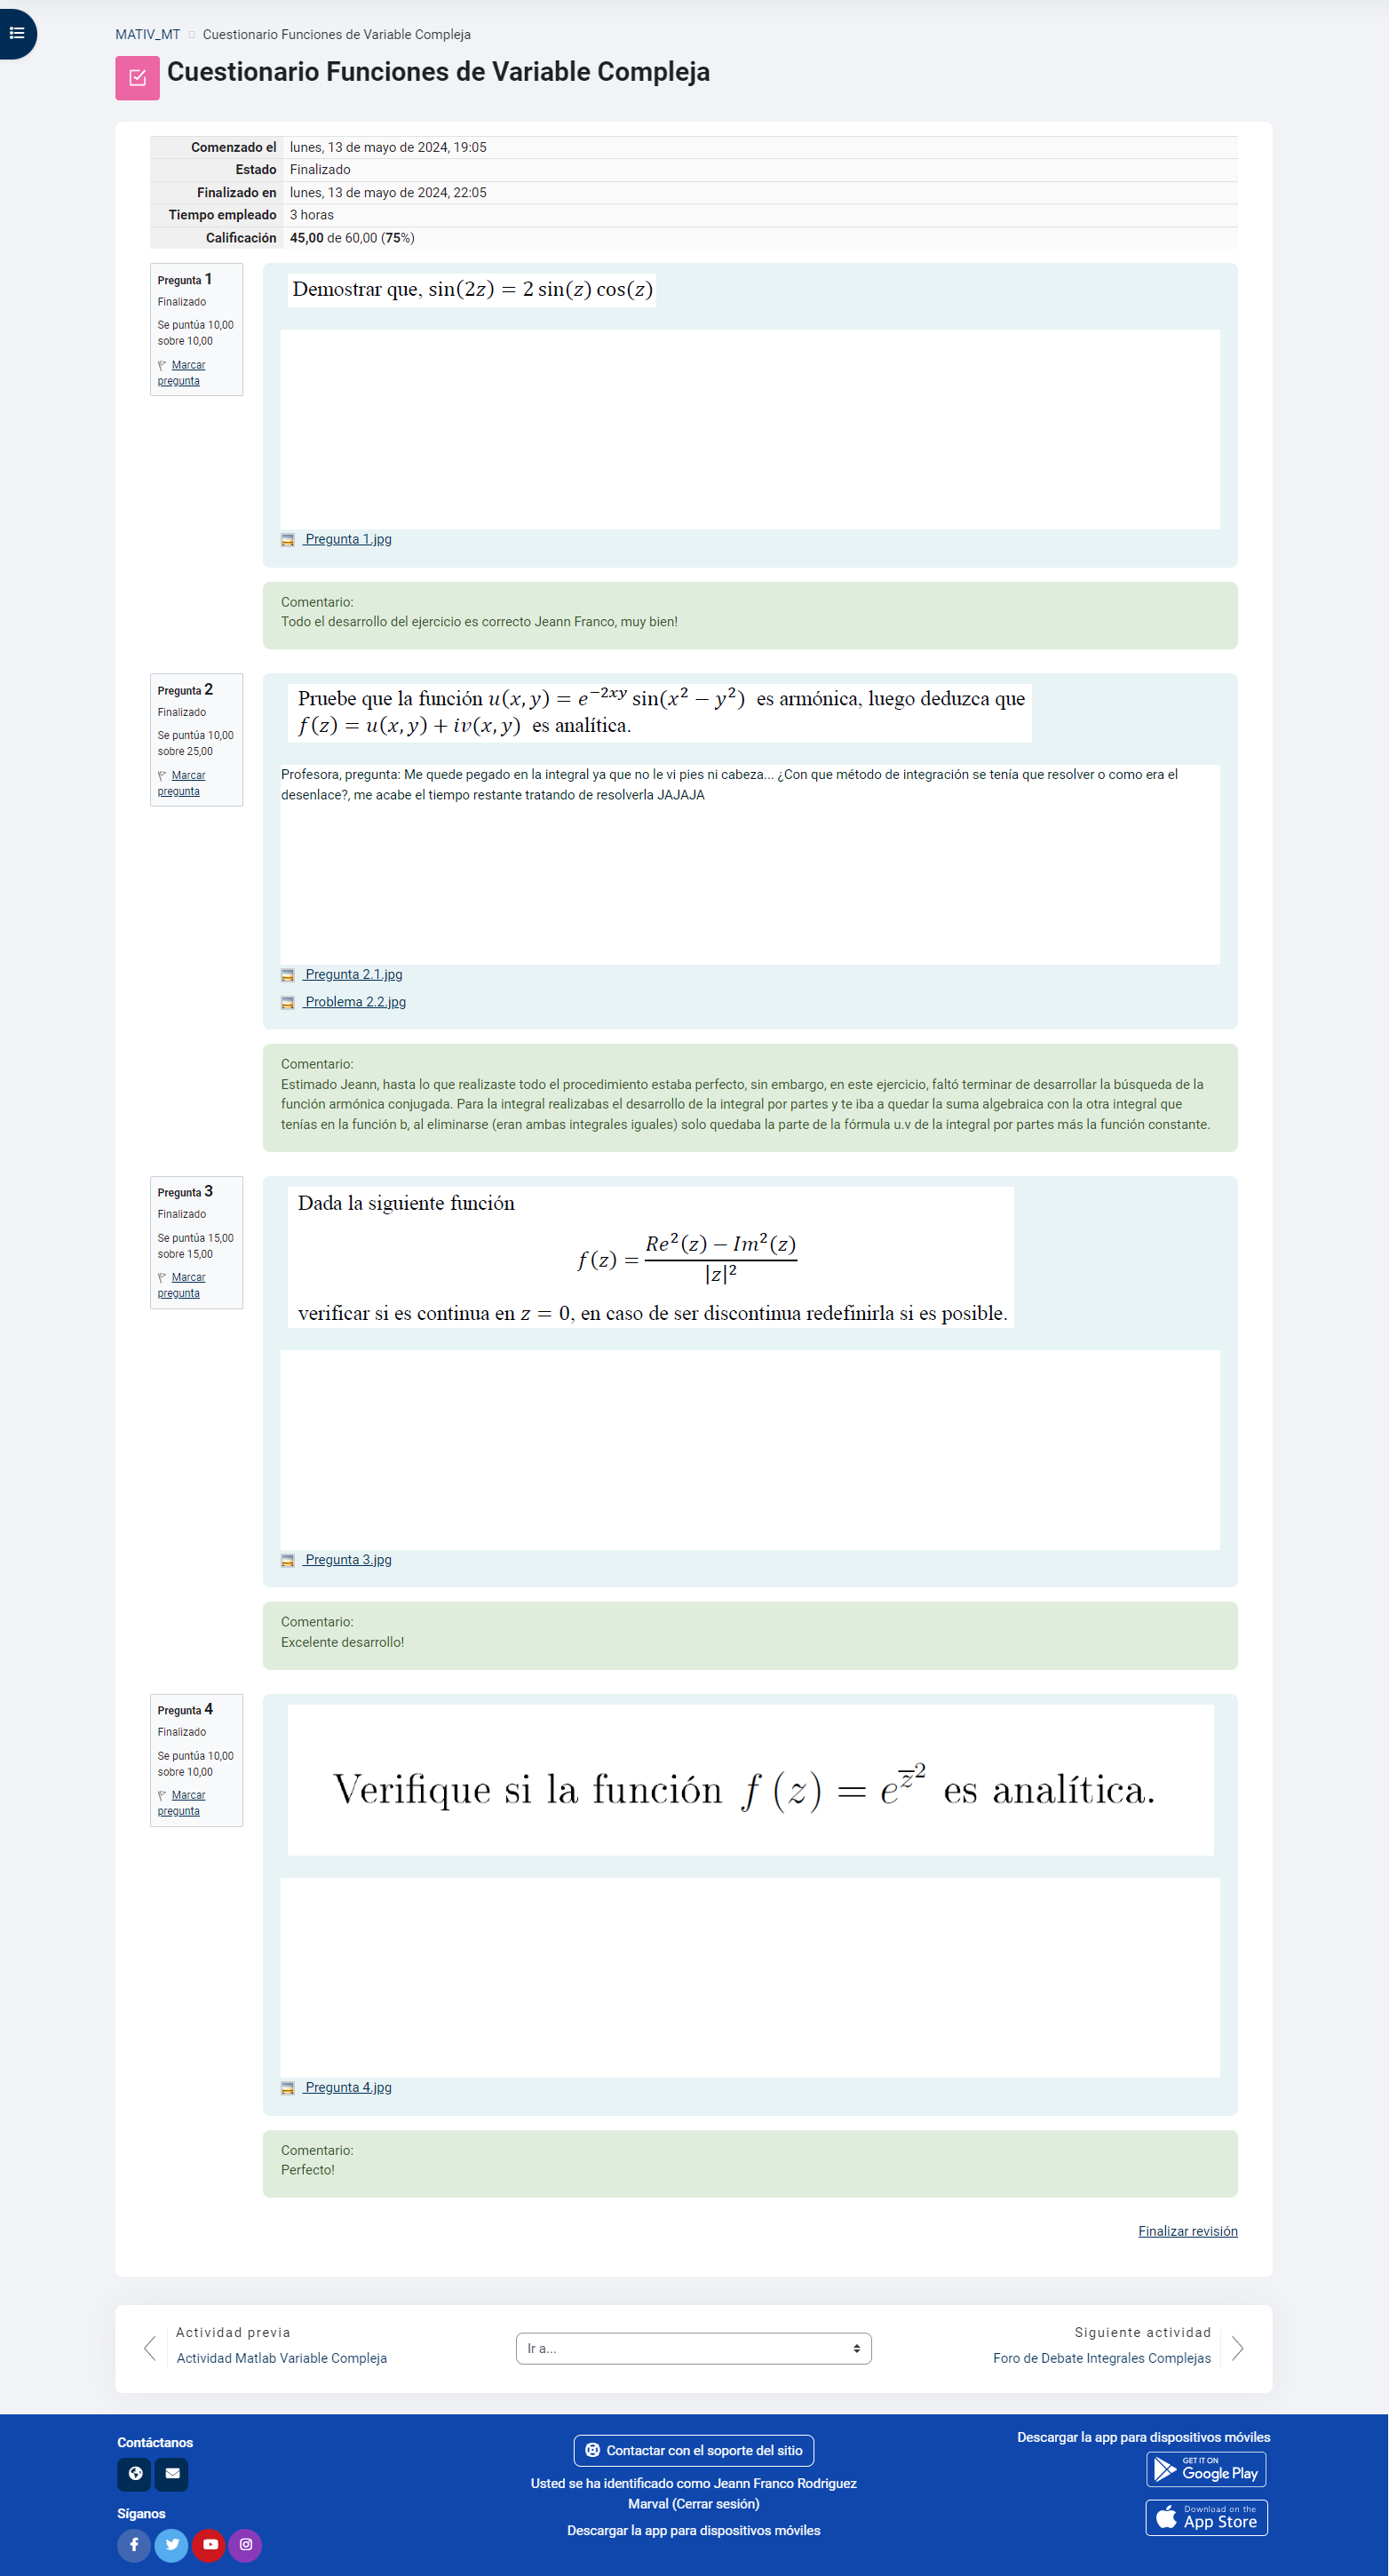 MATIV_MT Cuestionario Funciones de Variable Compleja
Cuestionario Funciones de Variable Compleja
Comenzado el lunes, 13 de mayo de 2024, 19:05
Estado Finalizado
Finalizado en lunes, 13 de mayo de 2024, 22:05
Tiempo empleado 3 horas
Calificación 45,00 de 60,00 (75%)
Pregunta 1
Finalizado
Se puntúa 10,00
sobre 10,00
Marcar
pregunta
Demostrar que, sin(2z) = 2 sin(z) cos(z)
Pregunta 1.jpg
Comentario:
Todo el desarrollo del ejercicio es correcto Jeann Franco, muy bien!
Pregunta 2
Finalizado
Se puntúa 10,00
sobre 25,00
Marcar
pregunta
Pruebe que la función u(x, y) = e^{−2xy} sin(x² − y²) es armónica, luego deduzca que
f(z) = u(x, y) + iv(x, y) es analítica.
Profesora, pregunta: Me quede pegado en la integral ya que no le vi pies ni cabeza... ¿Con que método de integración se tenía que resolver o como era el
desenlace?, me acabe el tiempo restante tratando de resolverla JAJAJA
Pregunta 2.1.jpg
Problema 2.2.jpg
Comentario:
Estimado Jeann, hasta lo que realizaste todo el procedimiento estaba perfecto, sin embargo, en este ejercicio, faltó terminar de desarrollar la búsqueda de la
función armónica conjugada. Para la integral realizabas el desarrollo de la integral por partes y te iba a quedar la suma algebraica con la otra integral que
tenías en la función b, al eliminarse (eran ambas integrales iguales) solo quedaba la parte de la fórmula u.v de la integral por partes más la función constante.
Pregunta 3
Finalizado
Se puntúa 15,00
sobre 15,00
Marcar
pregunta
Dada la siguiente función
f(z) = (Re²(z) − Im²(z)) / |z|²
verificar si es continua en z = 0, en caso de ser discontinua redefinirla si es posible.
Pregunta 3.jpg
Comentario:
Excelente desarrollo!
Pregunta 4
Finalizado
Se puntúa 10,00
sobre 10,00
Marcar
pregunta
Verifique si la función f (z) = e^{z̅²} es analítica.
Pregunta 4.jpg
Comentario:
Perfecto!
Finalizar revisión
Actividad previa
Actividad Matlab Variable Compleja
Ir a...
Siguiente actividad
Foro de Debate Integrales Complejas
Contáctanos
Síganos
Contactar con el soporte del sitio
Usted se ha identificado como Jeann Franco Rodriguez
Marval (Cerrar sesión)
Descargar la app para dispositivos móviles
Descargar la app para dispositivos móviles
GET IT ON
Google Play
Download on the
App Store